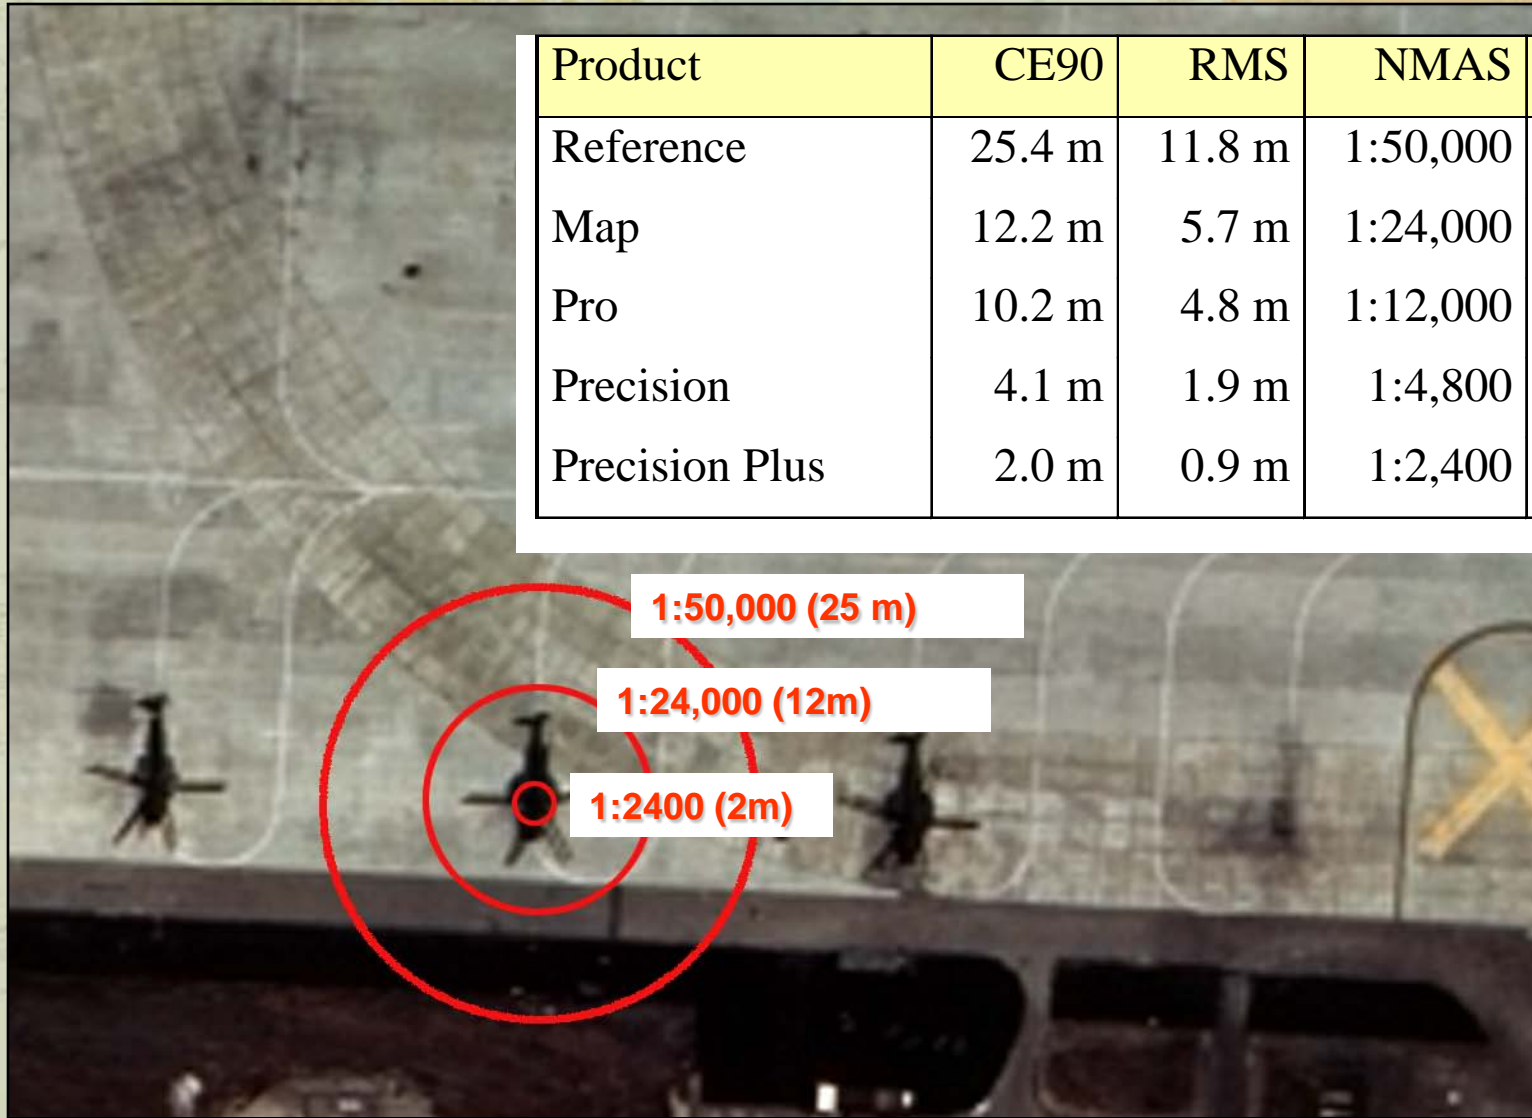 Product CE90 RMS NMAS
Reference 25.4 m 11.8 m 1:50,000
Map 12.2 m 5.7 m 1:24,000
Pro 10.2 m 4.8 m 1:12,000
Precision 4.1 m 1.9 m 1:4,800
Precision Plus 2.0 m 0.9 m 1:2,400
1:50,000 (25 m)
1:24,000 (12m)
1:2400 (2m)